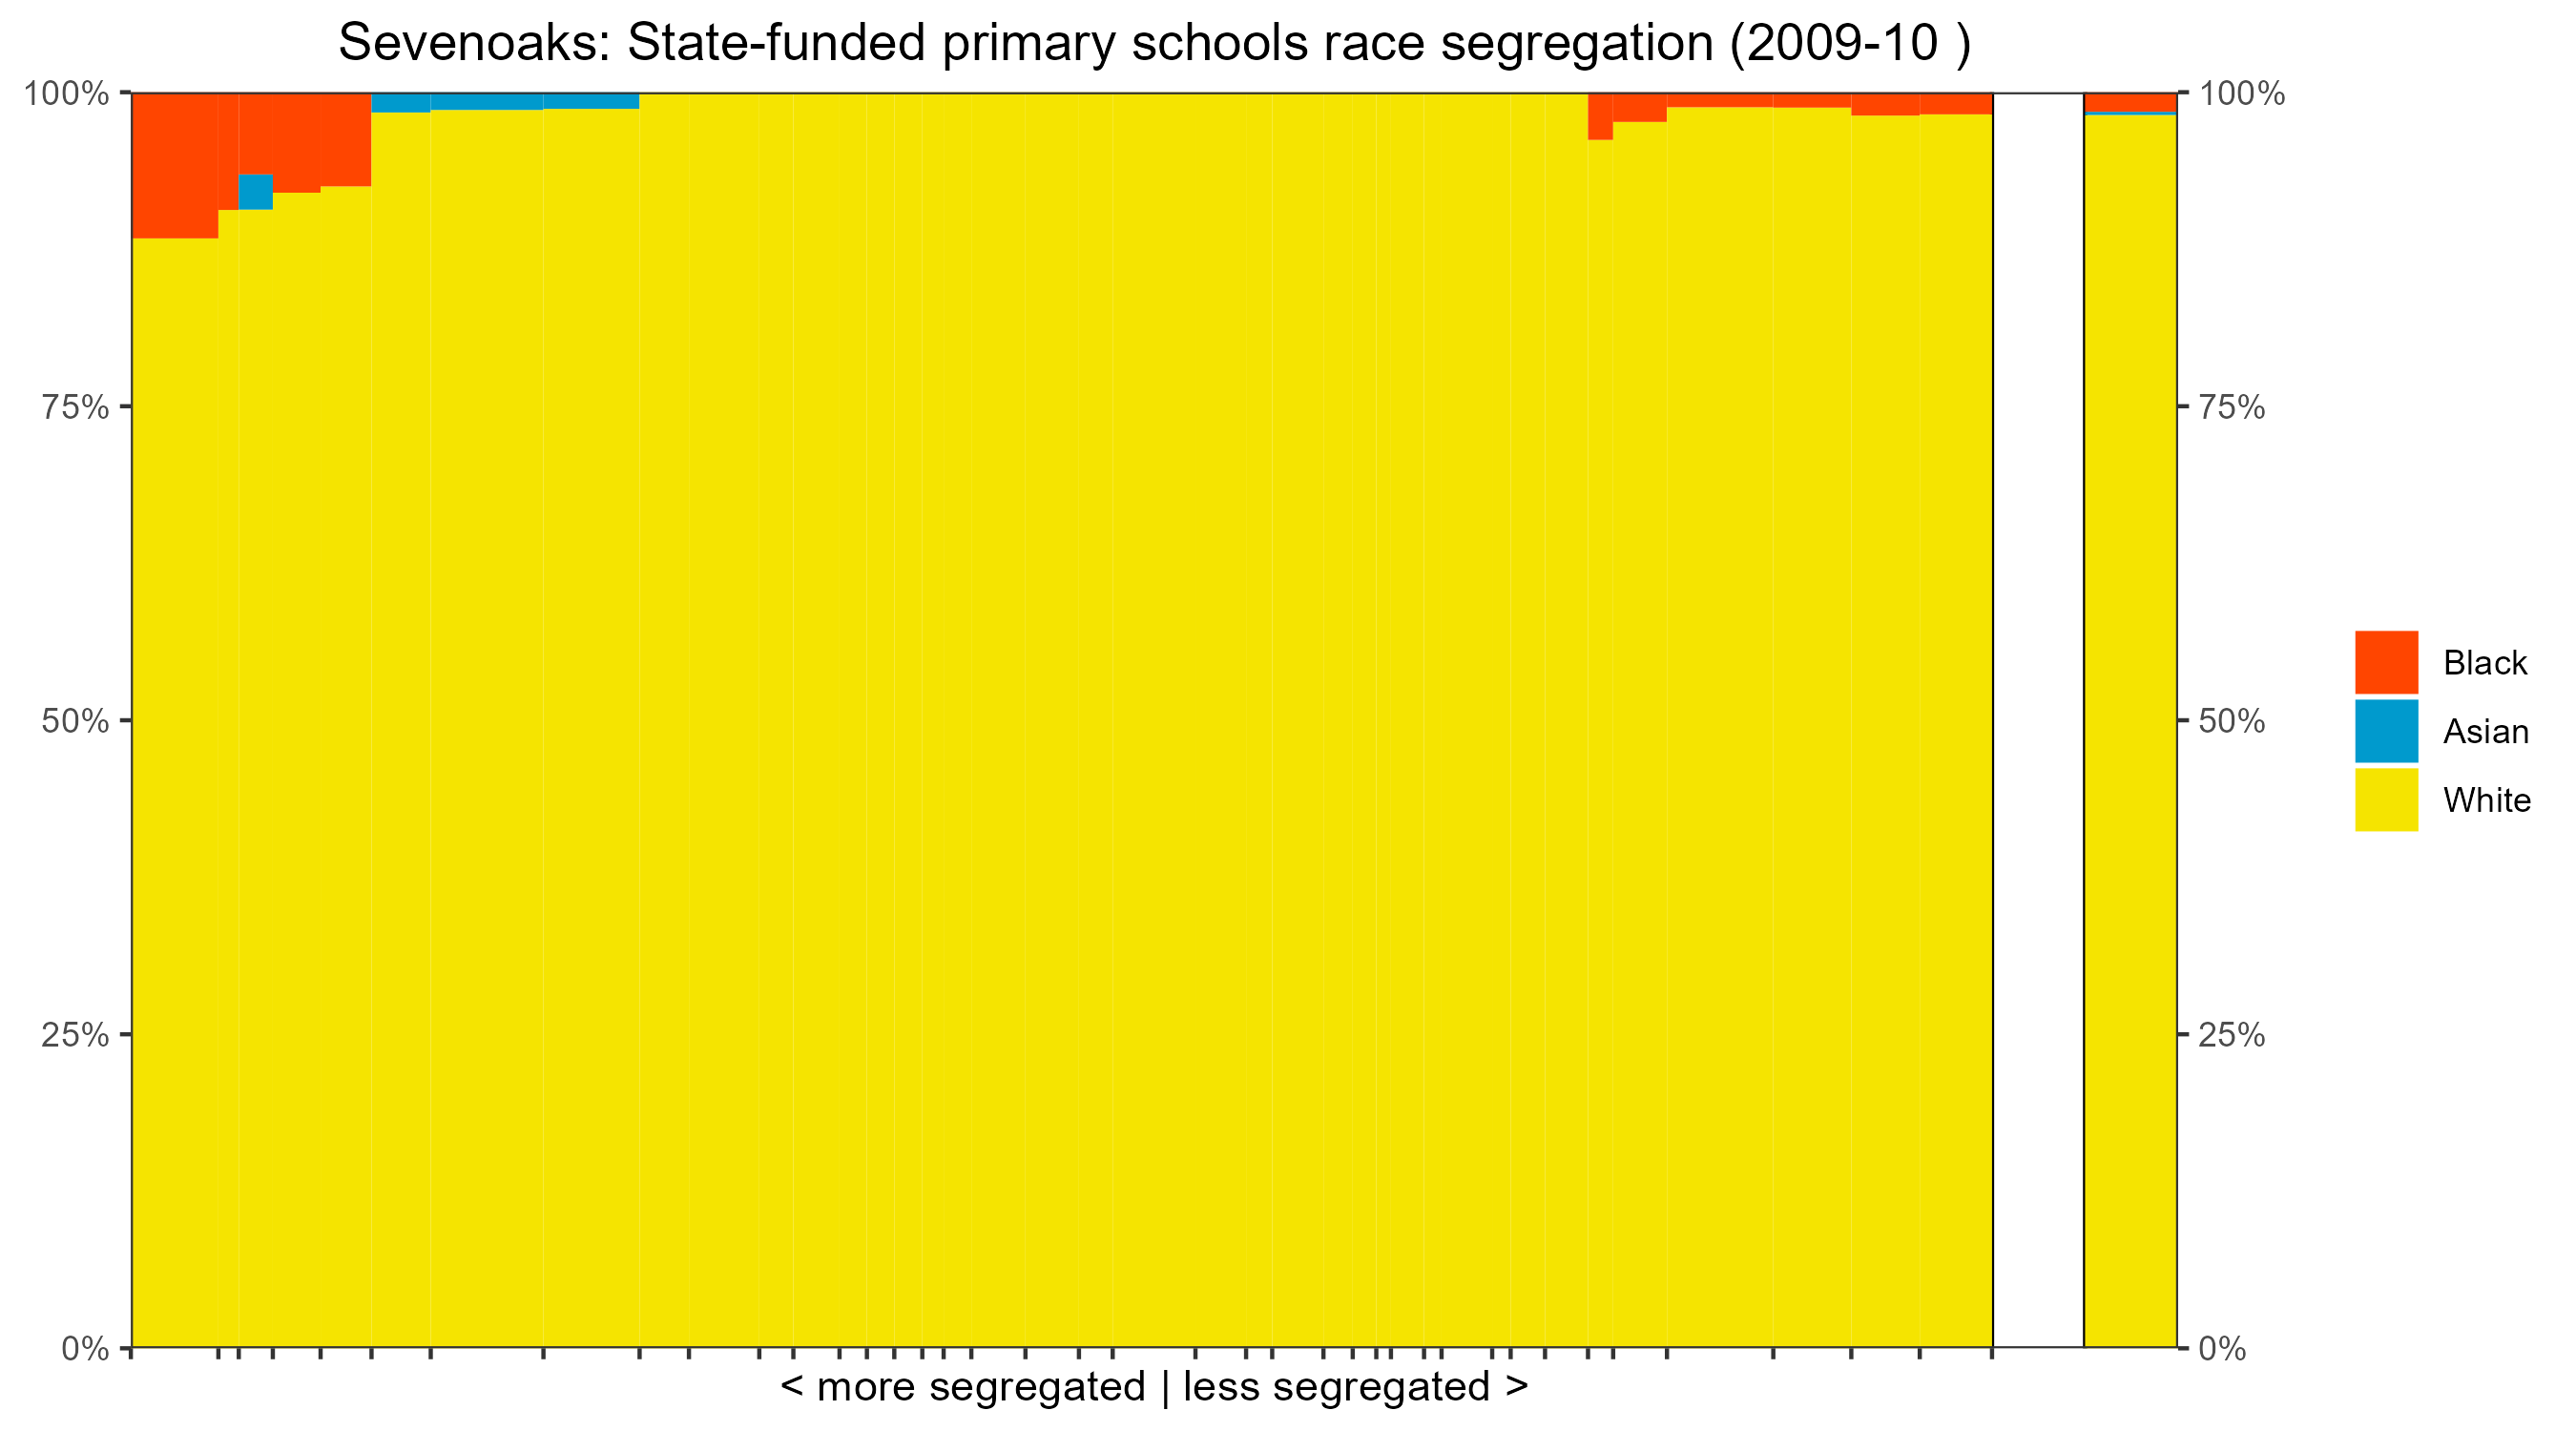 Sevenoaks: State-funded primary schools race segregation (2009-10 )
100%
75%
50%
25%
0%
100%
75%
50%
25%
0%
Black
Asian
White
< more segregated | less segregated >